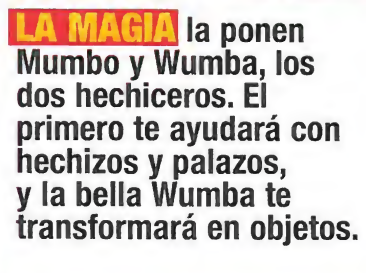 LA MAGIA la ponen
Mumbo y Wumba, los
dos hechiceros. El
primero te ayudará con
hechizos y palazos,
y la bella Wumba te
transformará en objetos.